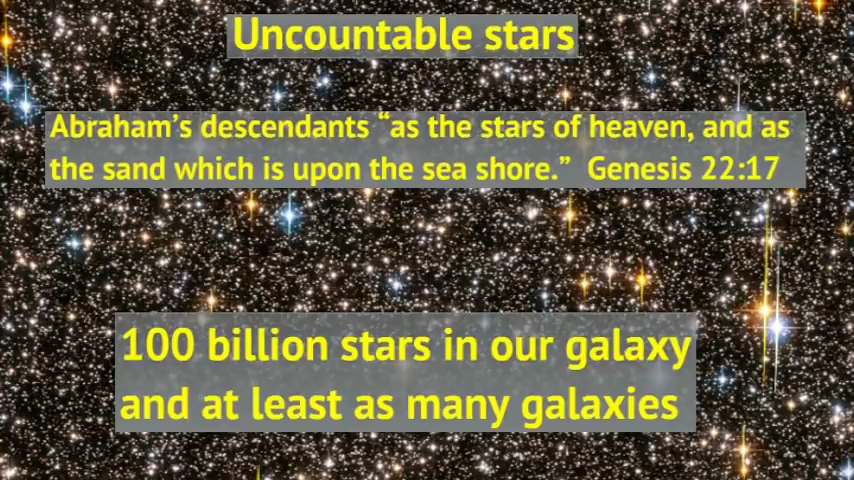 Uncountable stars
Abraham’s descendants “as the stars of heaven, and as
the sand which is upon the sea shore.” Genesis 22:17
100 billion stars in our galaxy
and at least as many galaxies